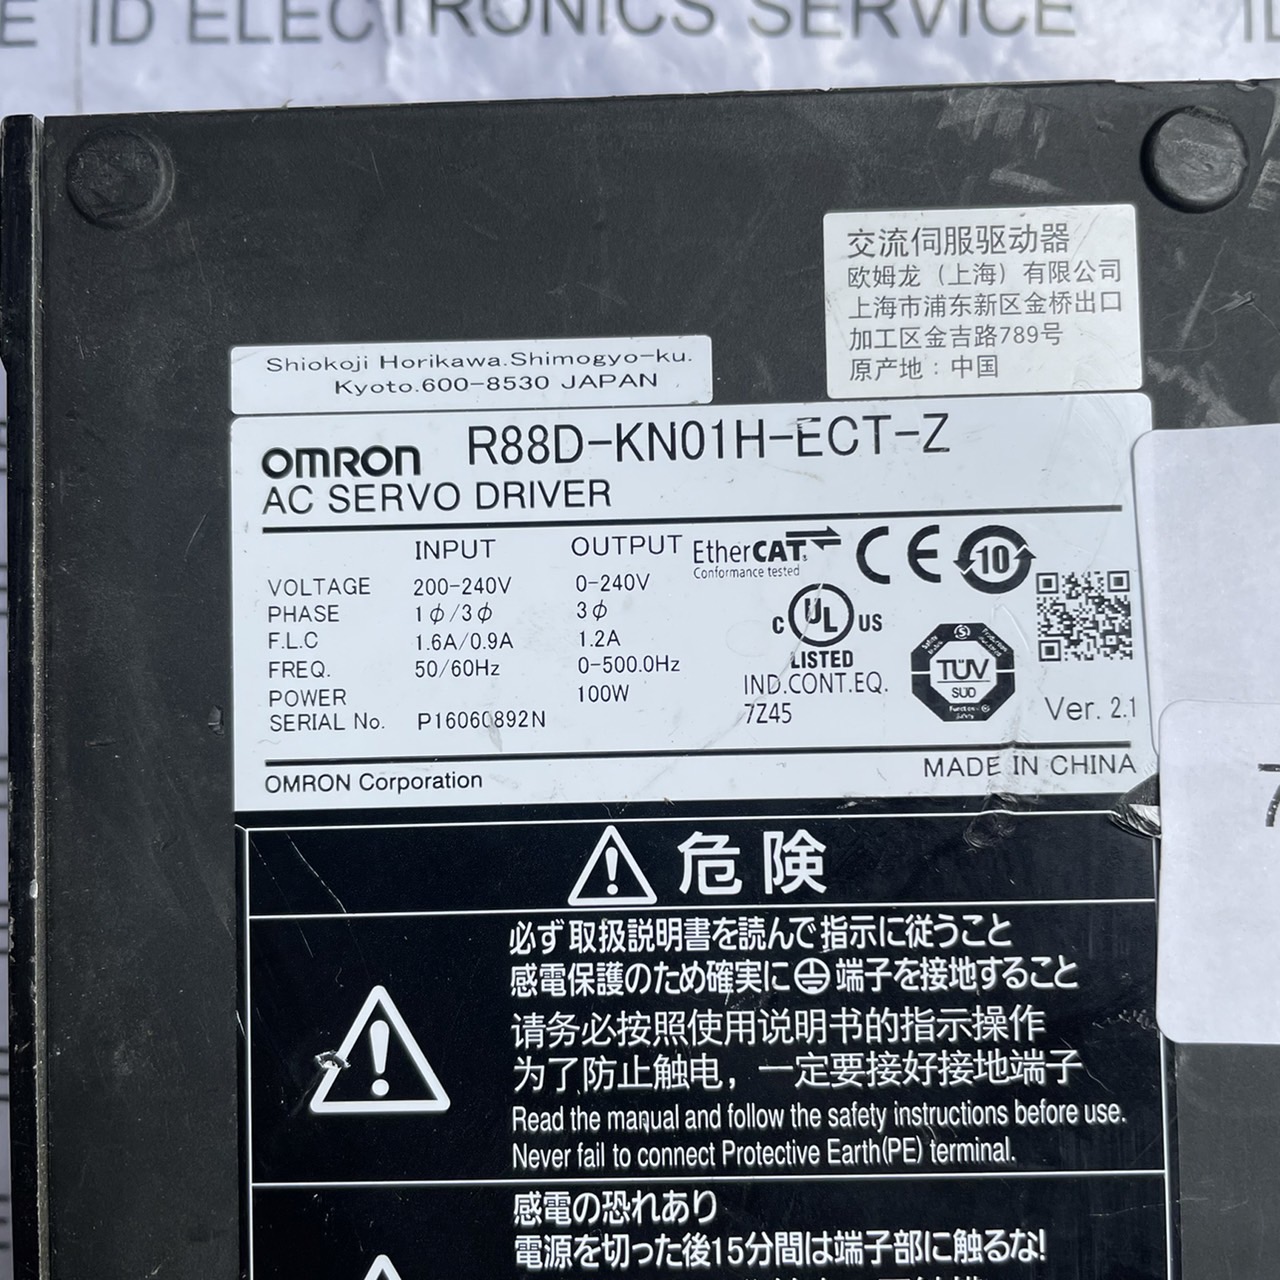 E ID ELECTRONICS SERVICE
交流伺服驱动器
欧姆龙（上海）有限公司
上海市浦东新区金桥出口
加工区金吉路789号
原产地：中国
Shiokoji Horikawa.Shimogyo-ku.
Kyoto.600-8530 JAPAN
OMRON R88D-KN01H-ECT-Z
AC SERVO DRIVER
INPUT OUTPUT
VOLTAGE 200-240V 0-240V
PHASE 1φ/3φ 3φ
F.L.C 1.6A/0.9A 1.2A
FREQ. 50/60Hz 0-500.0Hz
POWER 100W
SERIAL No. P16060892N
EtherCAT
Conformance tested
CE
10
C UL US
LISTED
IND.CONT.EQ.
7Z45
TÜV
SÜD
Ver. 2.1
OMRON Corporation
MADE IN CHINA
7
危険
必ず取扱説明書を読んで指示に従うこと
感電保護のため確実に端子を接地すること
请务必按照使用说明书的指示操作
为了防止触电，一定要接好接地端子
Read the manual and follow the safety instructions before use.
Never fail to connect Protective Earth(PE) terminal.
感電の恐れあり
電源を切った後15分間は端子部に触るな!